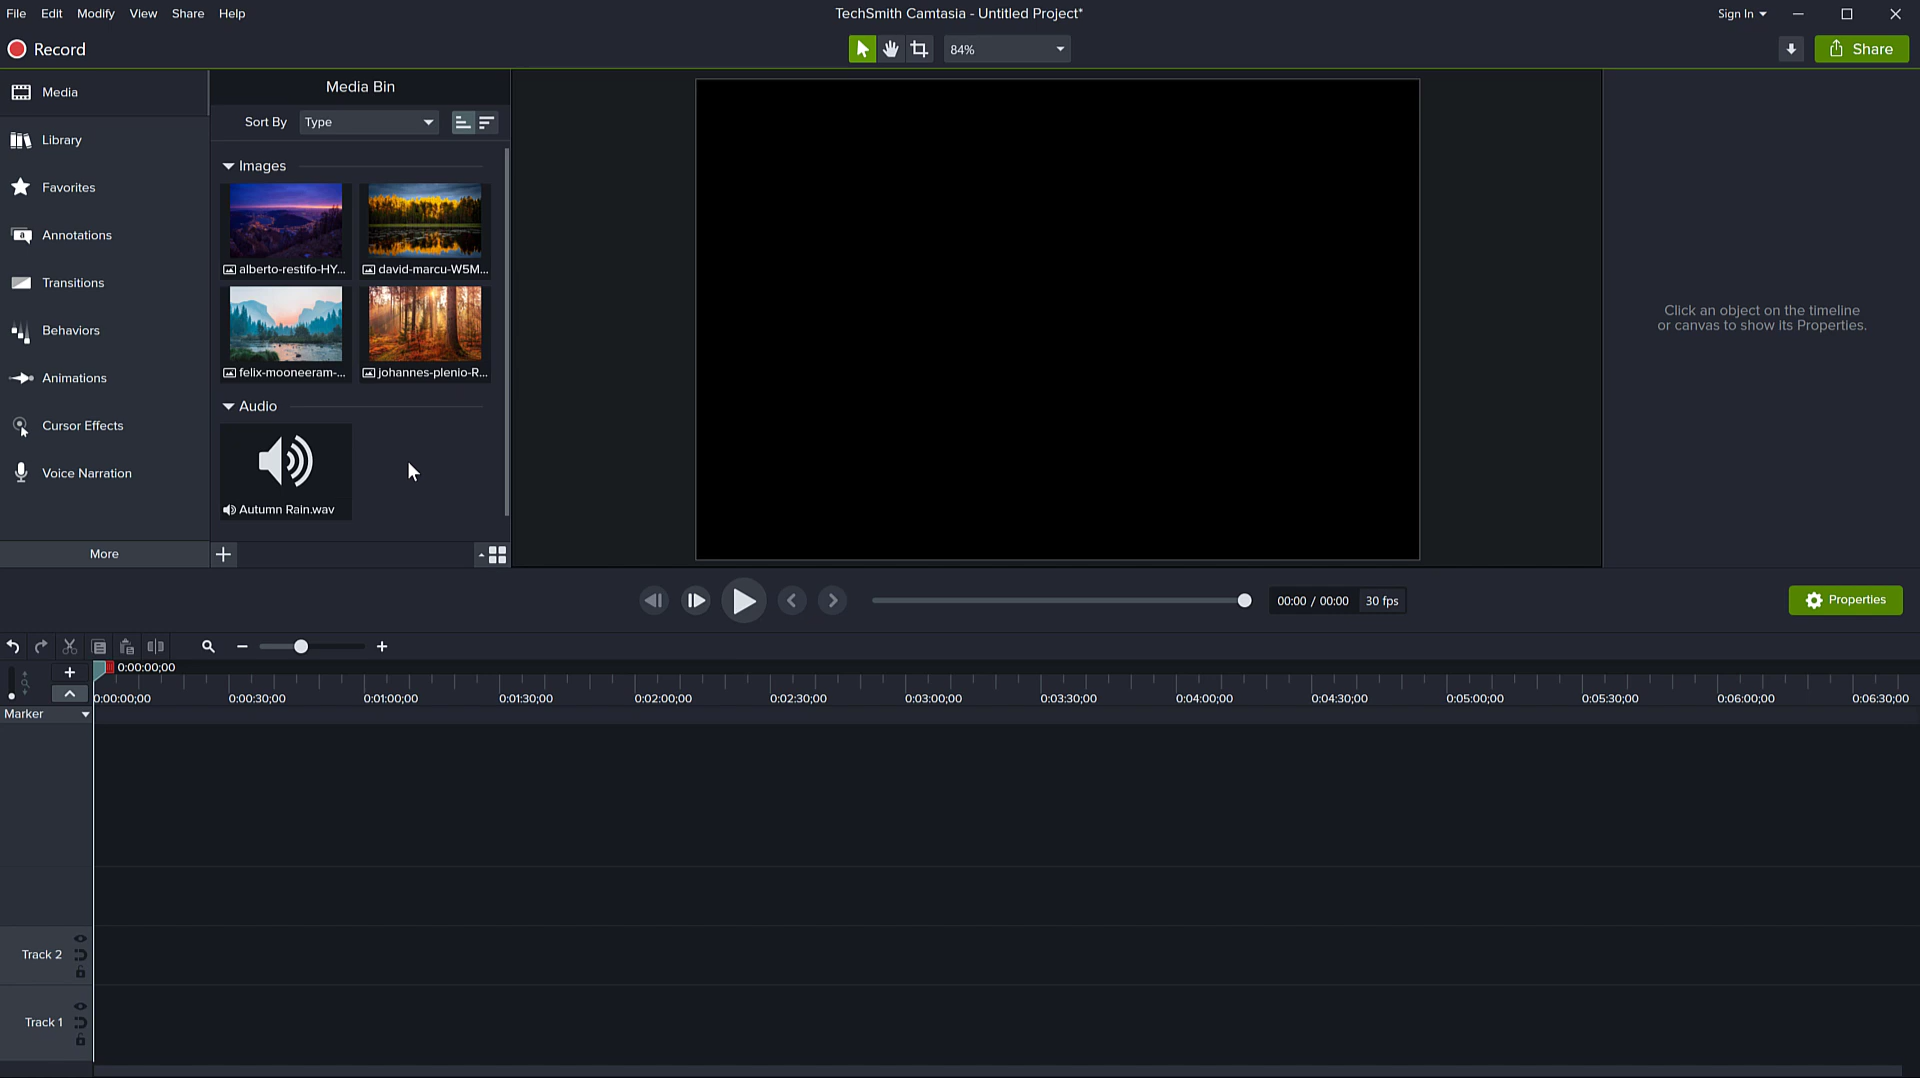 File Edit Modify View Share Help
TechSmith Camtasia - Untitled Project*
Sign In
Record
84%
Share
Media
Library
Favorites
Annotations
Transitions
Behaviors
Animations
Cursor Effects
Voice Narration
More
Media Bin
Sort By Type
Images
alberto-restifo-HY... david-marcu-W5M...
felix-mooneeram-... johannes-plenio-R...
Audio
Autumn Rain.wav
Click an object on the timeline
or canvas to show its Properties.
00:00 / 00:00 30 fps
Properties
0:00:00;00
0:00:00;00 0:00:30;00 0:01:00;00 0:01:30;00 0:02:00;00 0:02:30;00 0:03:00;00 0:03:30;00 0:04:00;00 0:04:30;00 0:05:00;00 0:05:30;00 0:06:00;00 0:06:30;00
Marker
Track 2
Track 1